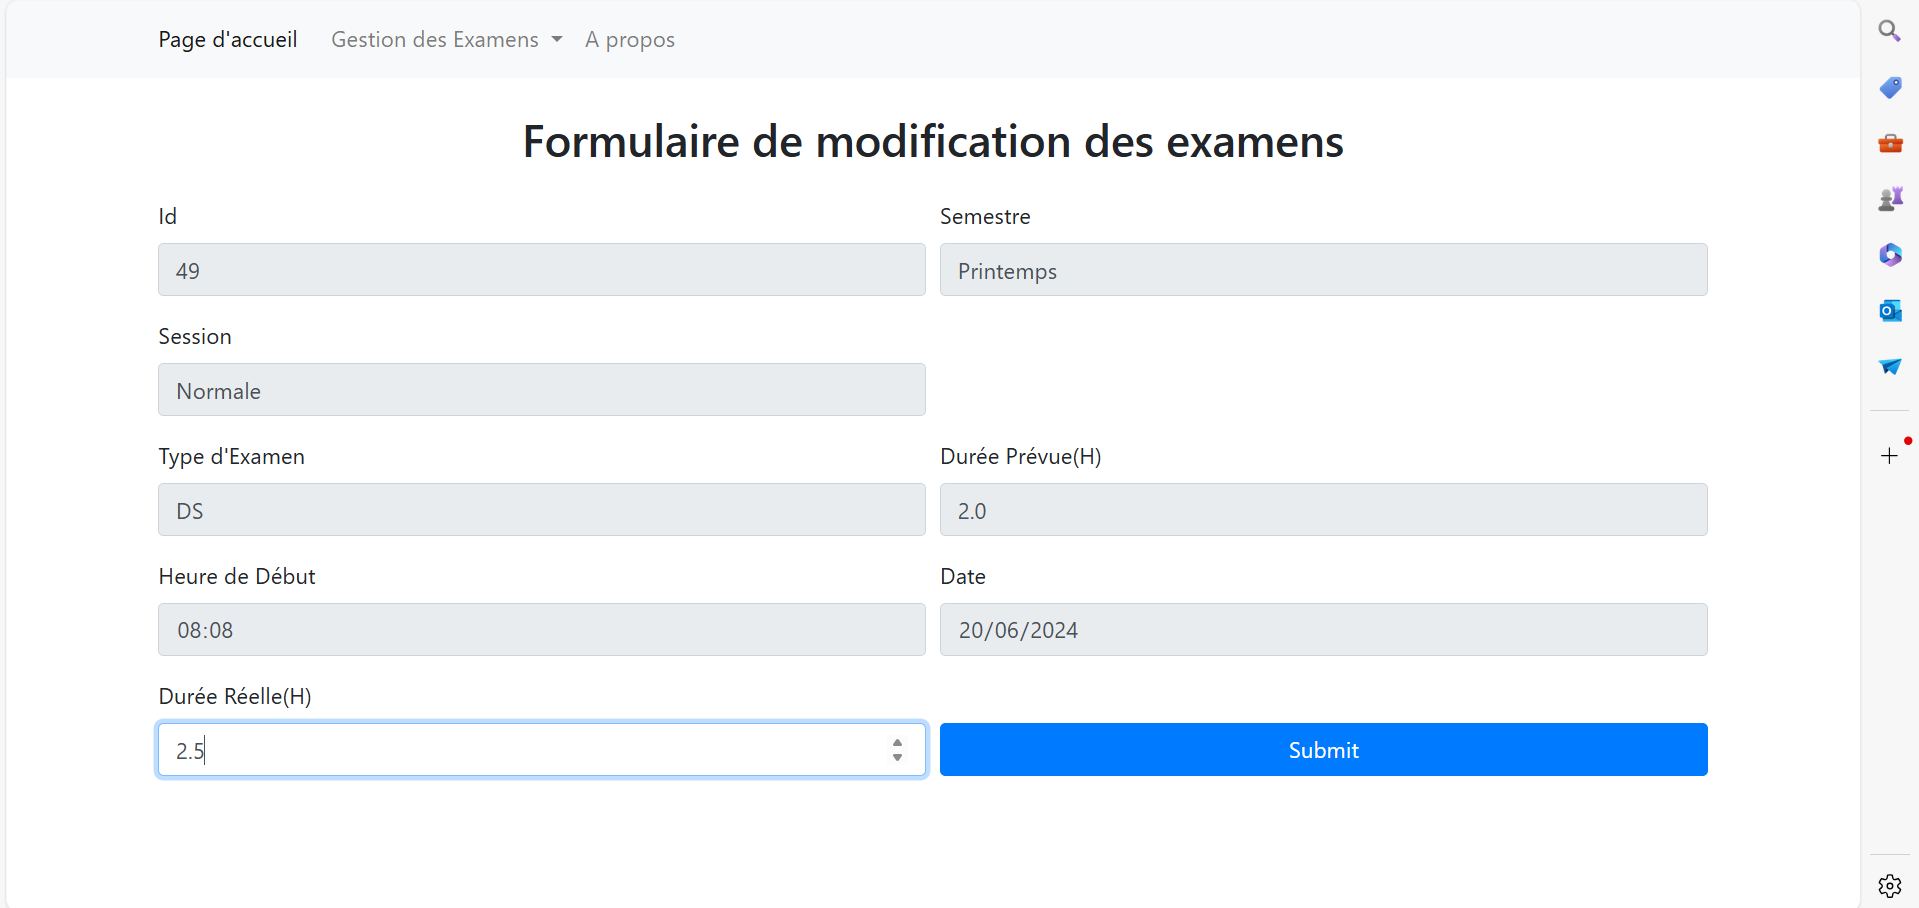 Page d'accueil Gestion des Examens A propos
Formulaire de modification des examens
Id Semestre
49 Printemps
Session
Normale
Type d'Examen Durée Prévue(H)
DS 2.0
Heure de Début Date
08:08 20/06/2024
Durée Réelle(H)
2.5 Submit